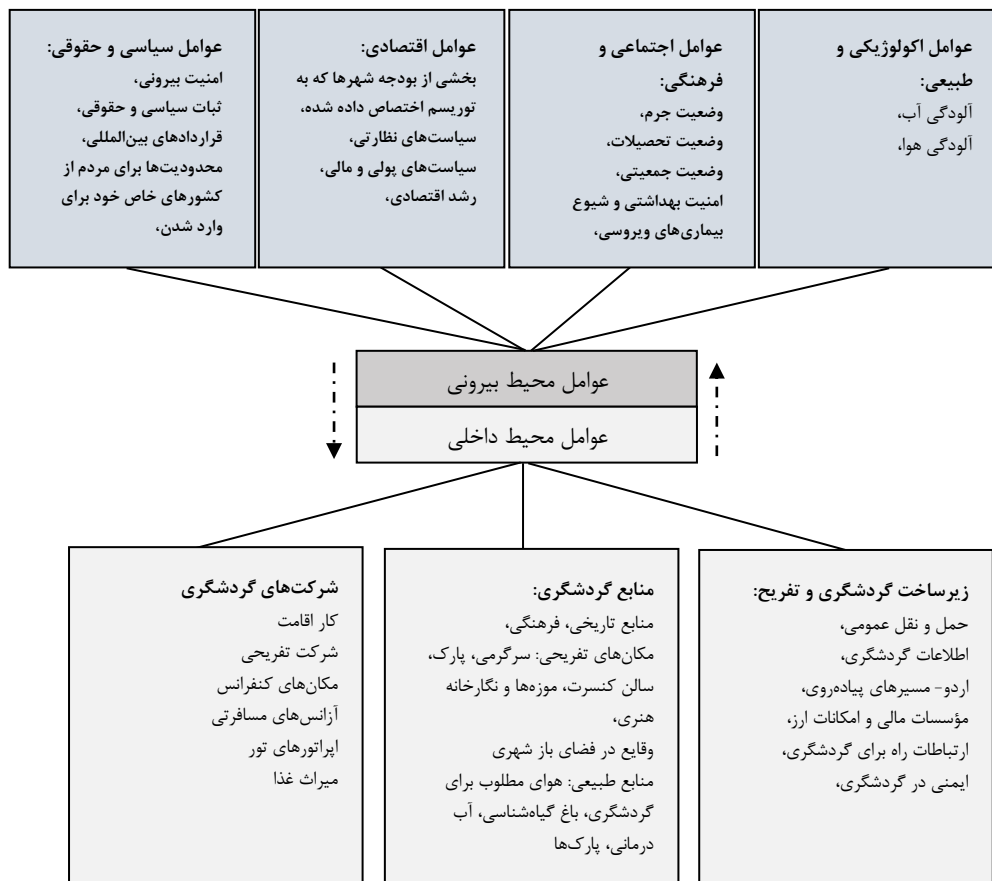 عوامل اکولوژیکی و
طبیعی:
آلودگی آب،
آلودگی هوا،
عوامل اجتماعی و
فرهنگی:
وضعیت جرم،
وضعیت تحصیلات،
وضعیت جمعیتی،
امنیت بهداشتی و شیوع
بیماری‌های ویروسی،
عوامل اقتصادی:
بخشی از بودجه شهرها که به
توریسم اختصاص داده شده،
سیاست‌های نظارتی،
سیاست‌های پولی و مالی،
رشد اقتصادی،
عوامل سیاسی و حقوقی:
امنیت بیرونی،
ثبات سیاسی و حقوقی،
قراردادهای بین‌المللی،
محدودیت‌ها برای مردم از
کشورهای خاص خود برای
وارد شدن،
عوامل محیط بیرونی
عوامل محیط داخلی
زیرساخت گردشگری و تفریح:
حمل و نقل عمومی،
اطلاعات گردشگری،
اردو- مسیرهای پیاده‌روی،
مؤسسات مالی و امکانات ارز،
ارتباطات راه برای گردشگری،
ایمنی در گردشگری،
منابع گردشگری:
منابع تاریخی، فرهنگی،
مکان‌های تفریحی: سرگرمی، پارک،
سالن کنسرت، موزه‌ها و نگارخانه
هنری،
وقایع در فضای باز شهری
منابع طبیعی: هوای مطلوب برای
گردشگری، باغ گیاه‌شناسی، آب
درمانی، پارک‌ها
شرکت‌های گردشگری
کار اقامت
شرکت تفریحی
مکان‌های کنفرانس
آزانس‌های مسافرتی
اپراتورهای تور
میراث غذا